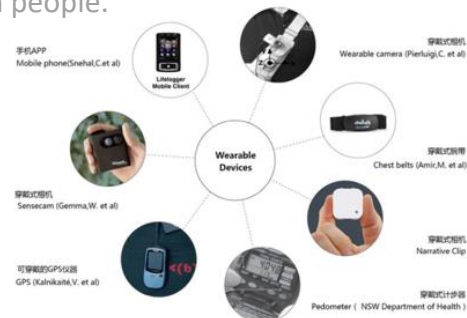 n people.
手机APP
Mobile phone(Snehal,C.et al)
Lifelogger
Mobile Client
穿戴式相机
Wearable camera (Pierluigi,C. et al)
Wearable
Devices
穿戴式腕带
Chest belts (Amir,M. et al)
穿戴式相机
Sensecam (Gemma,W. et al)
穿戴式相机
Narrative Clip
可穿戴的GPS仪器
GPS (Kalnikaitė,V. et al)
穿戴式计步器
Pedometer ( NSW Department of Health )